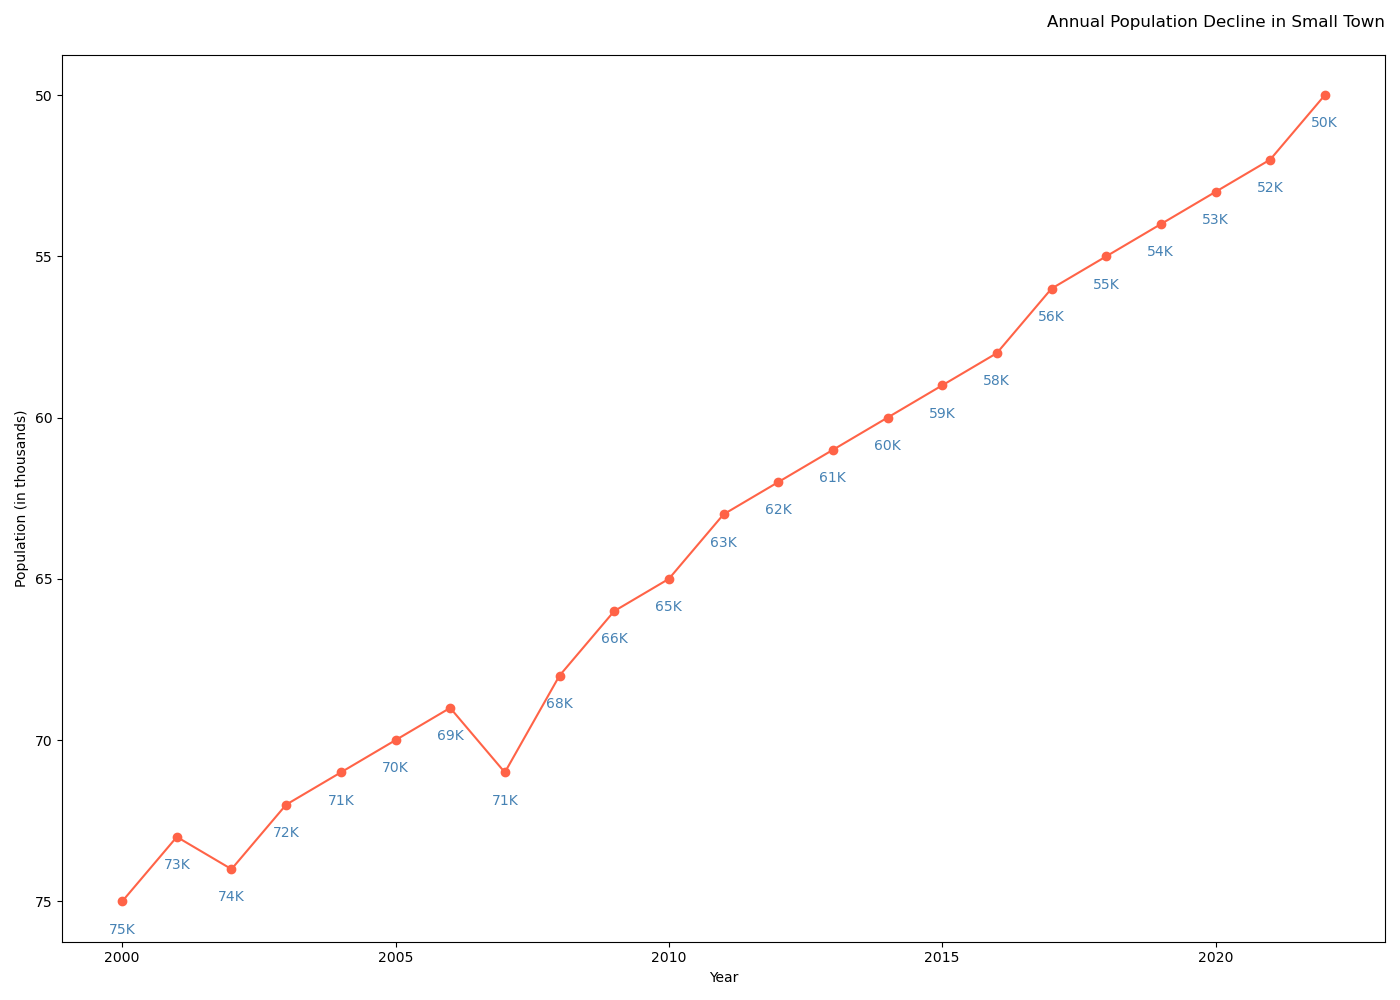 Annual Population Decline in Small Town
50
55
60
65
70
75
Population (in thousands)
75K
73K
74K
72K
71K
70K
69K
71K
68K
66K
65K
63K
62K
61K
60K
59K
58K
56K
55K
54K
53K
52K
50K
2000
2005
2010
2015
2020
Year